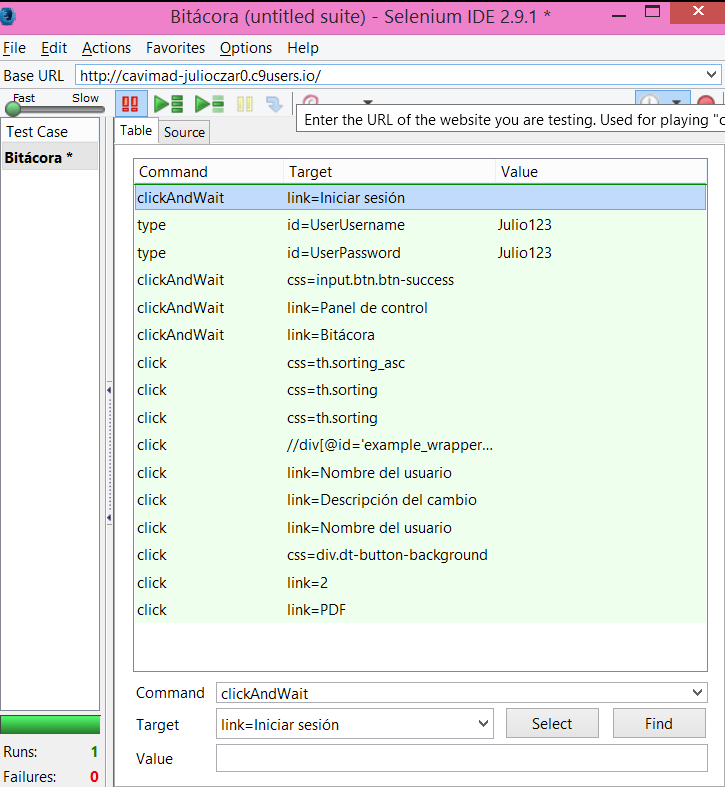 Bitácora (untitled suite) - Selenium IDE 2.9.1 *
File Edit Actions Favorites Options Help
Base URL http://cavimad-julioczar0.c9users.io/
Fast Slow
Enter the URL of the website you are testing. Used for playing "c
Test Case
Table Source
Bitácora *
Command Target Value
clickAndWait link=Iniciar sesión
type id=UserUsername Julio123
type id=UserPassword Julio123
clickAndWait css=input.btn.btn-success
clickAndWait link=Panel de control
clickAndWait link=Bitácora
click css=th.sorting_asc
click css=th.sorting
click css=th.sorting
click //div[@id='example_wrapper...
click link=Nombre del usuario
click link=Descripción del cambio
click link=Nombre del usuario
click css=div.dt-button-background
click link=2
click link=PDF
Command clickAndWait
Target link=Iniciar sesión Select Find
Value
Runs: 1
Failures: 0